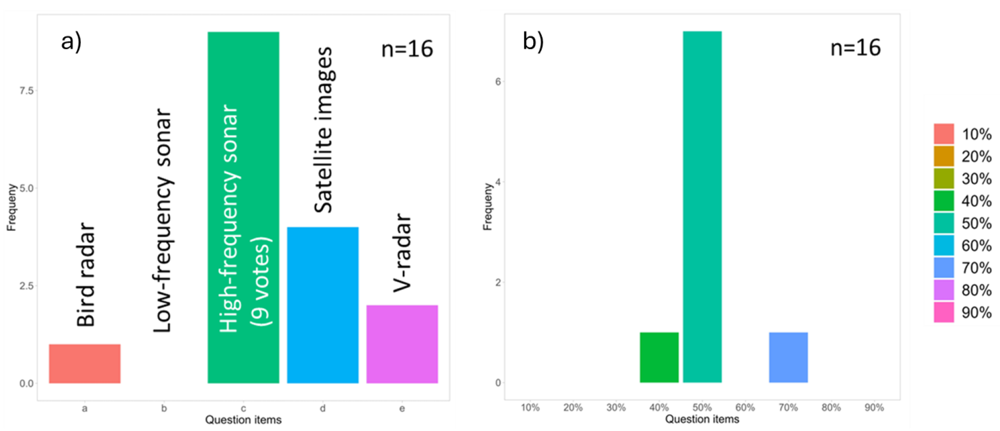 a)
n=16
Bird radar
Low-frequency sonar
High-frequency sonar
(9 votes)
Satellite images
V-radar
7.5
5.0
2.5
0.0
Frequeny
a b c d e
Question items
b)
n=16
6
4
2
0
Frequeny
10% 20% 30% 40% 50% 60% 70% 80% 90%
Question items
10%
20%
30%
40%
50%
60%
70%
80%
90%